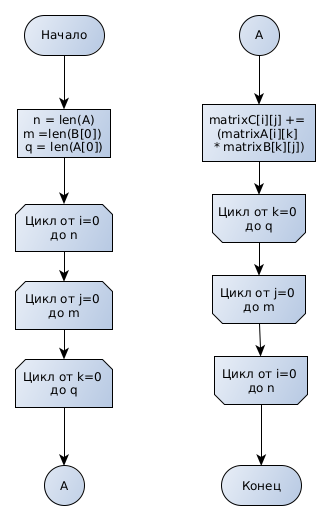 Начало
n = len(A)
m =len(B[0])
q = len(A[0])
Цикл от i=0
до n
Цикл от j=0
до m
Цикл от k=0
до q
A
A
matrixC[i][j] +=
(matrixA[i][k]
* matrixB[k][j])
Цикл от k=0
до q
Цикл от j=0
до m
Цикл от i=0
до n
Конец